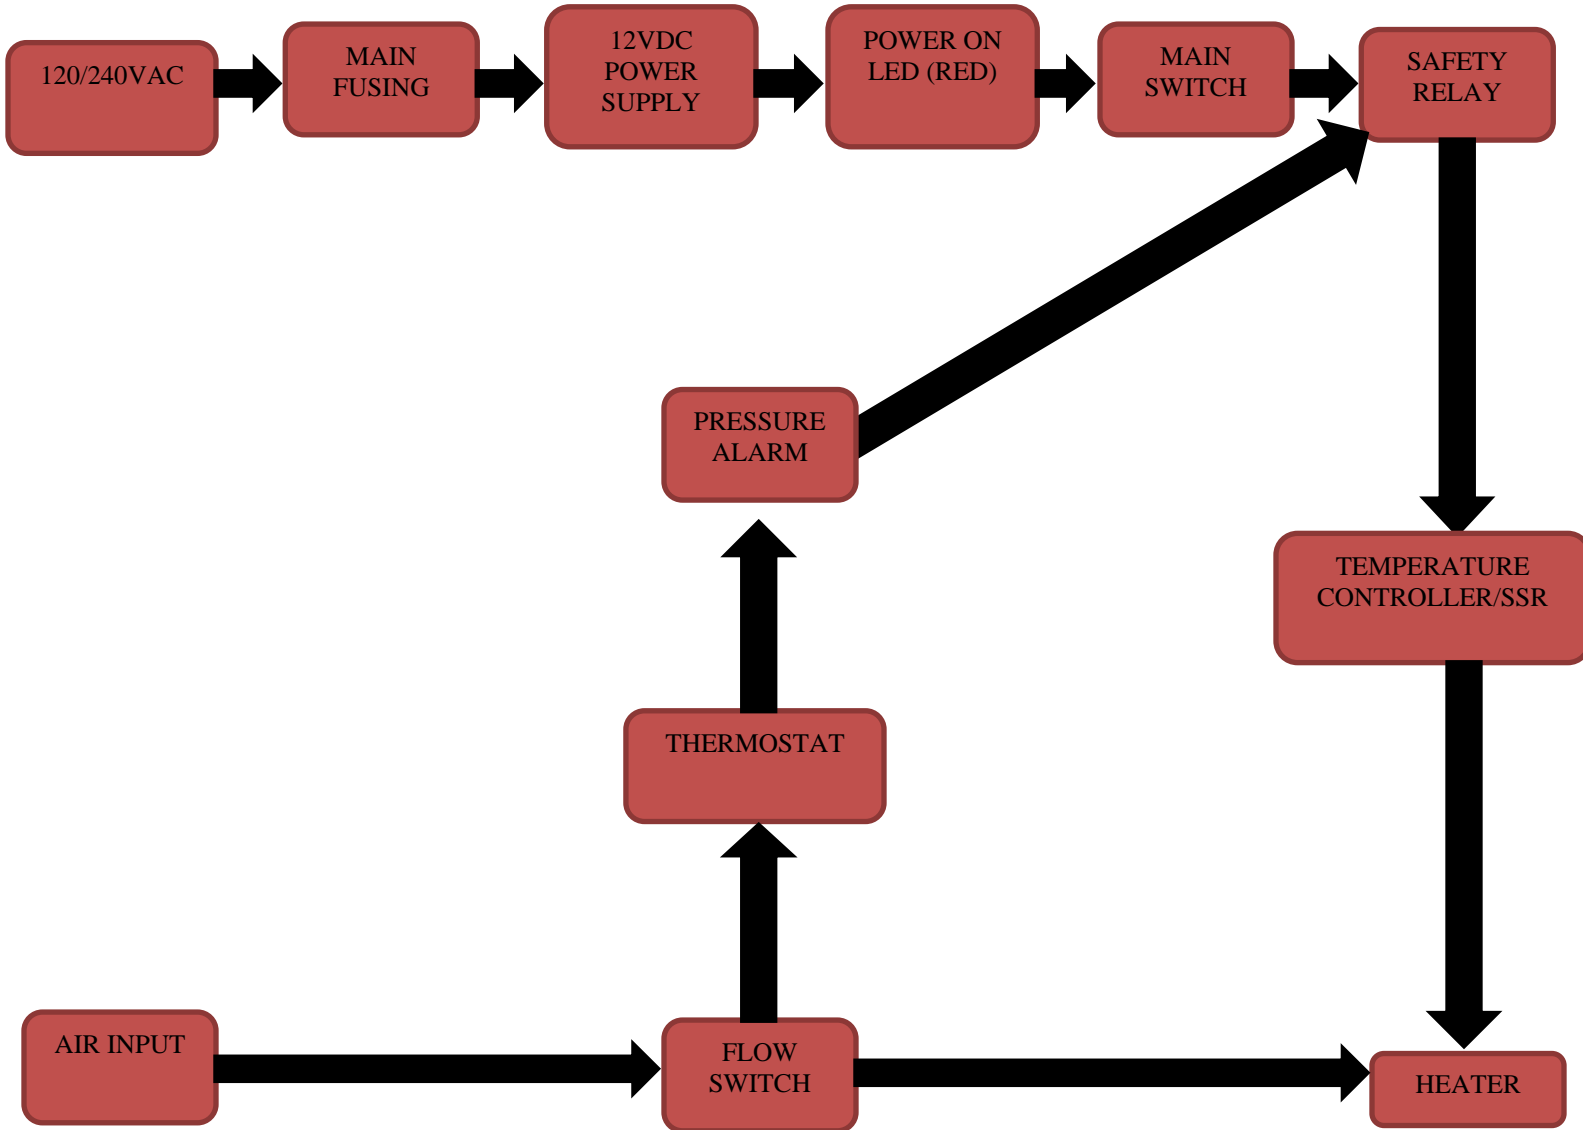 120/240VAC
MAIN
FUSING
12VDC
POWER
SUPPLY
POWER ON
LED (RED)
MAIN
SWITCH
SAFETY
RELAY
PRESSURE
ALARM
TEMPERATURE
CONTROLLER/SSR
THERMOSTAT
AIR INPUT
FLOW
SWITCH
HEATER